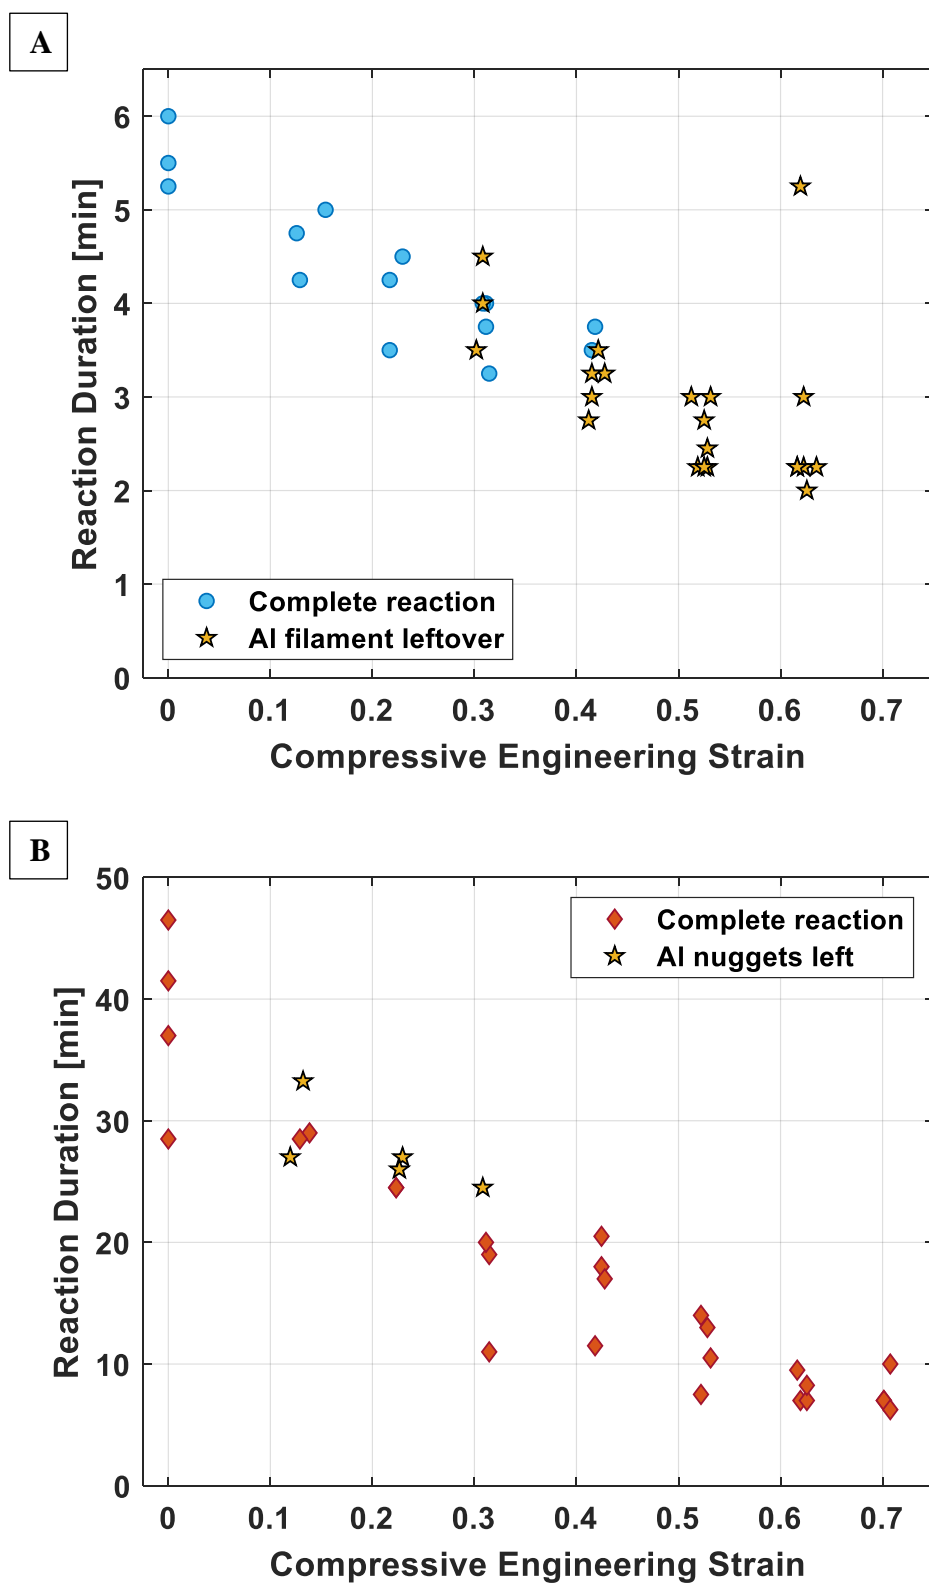 A
6
5
4
3
2
1
0
Reaction Duration [min]
Complete reaction
Al filament leftover
0 0.1 0.2 0.3 0.4 0.5 0.6 0.7
Compressive Engineering Strain
B
50
40
30
20
10
0
Reaction Duration [min]
Complete reaction
Al nuggets left
0 0.1 0.2 0.3 0.4 0.5 0.6 0.7
Compressive Engineering Strain